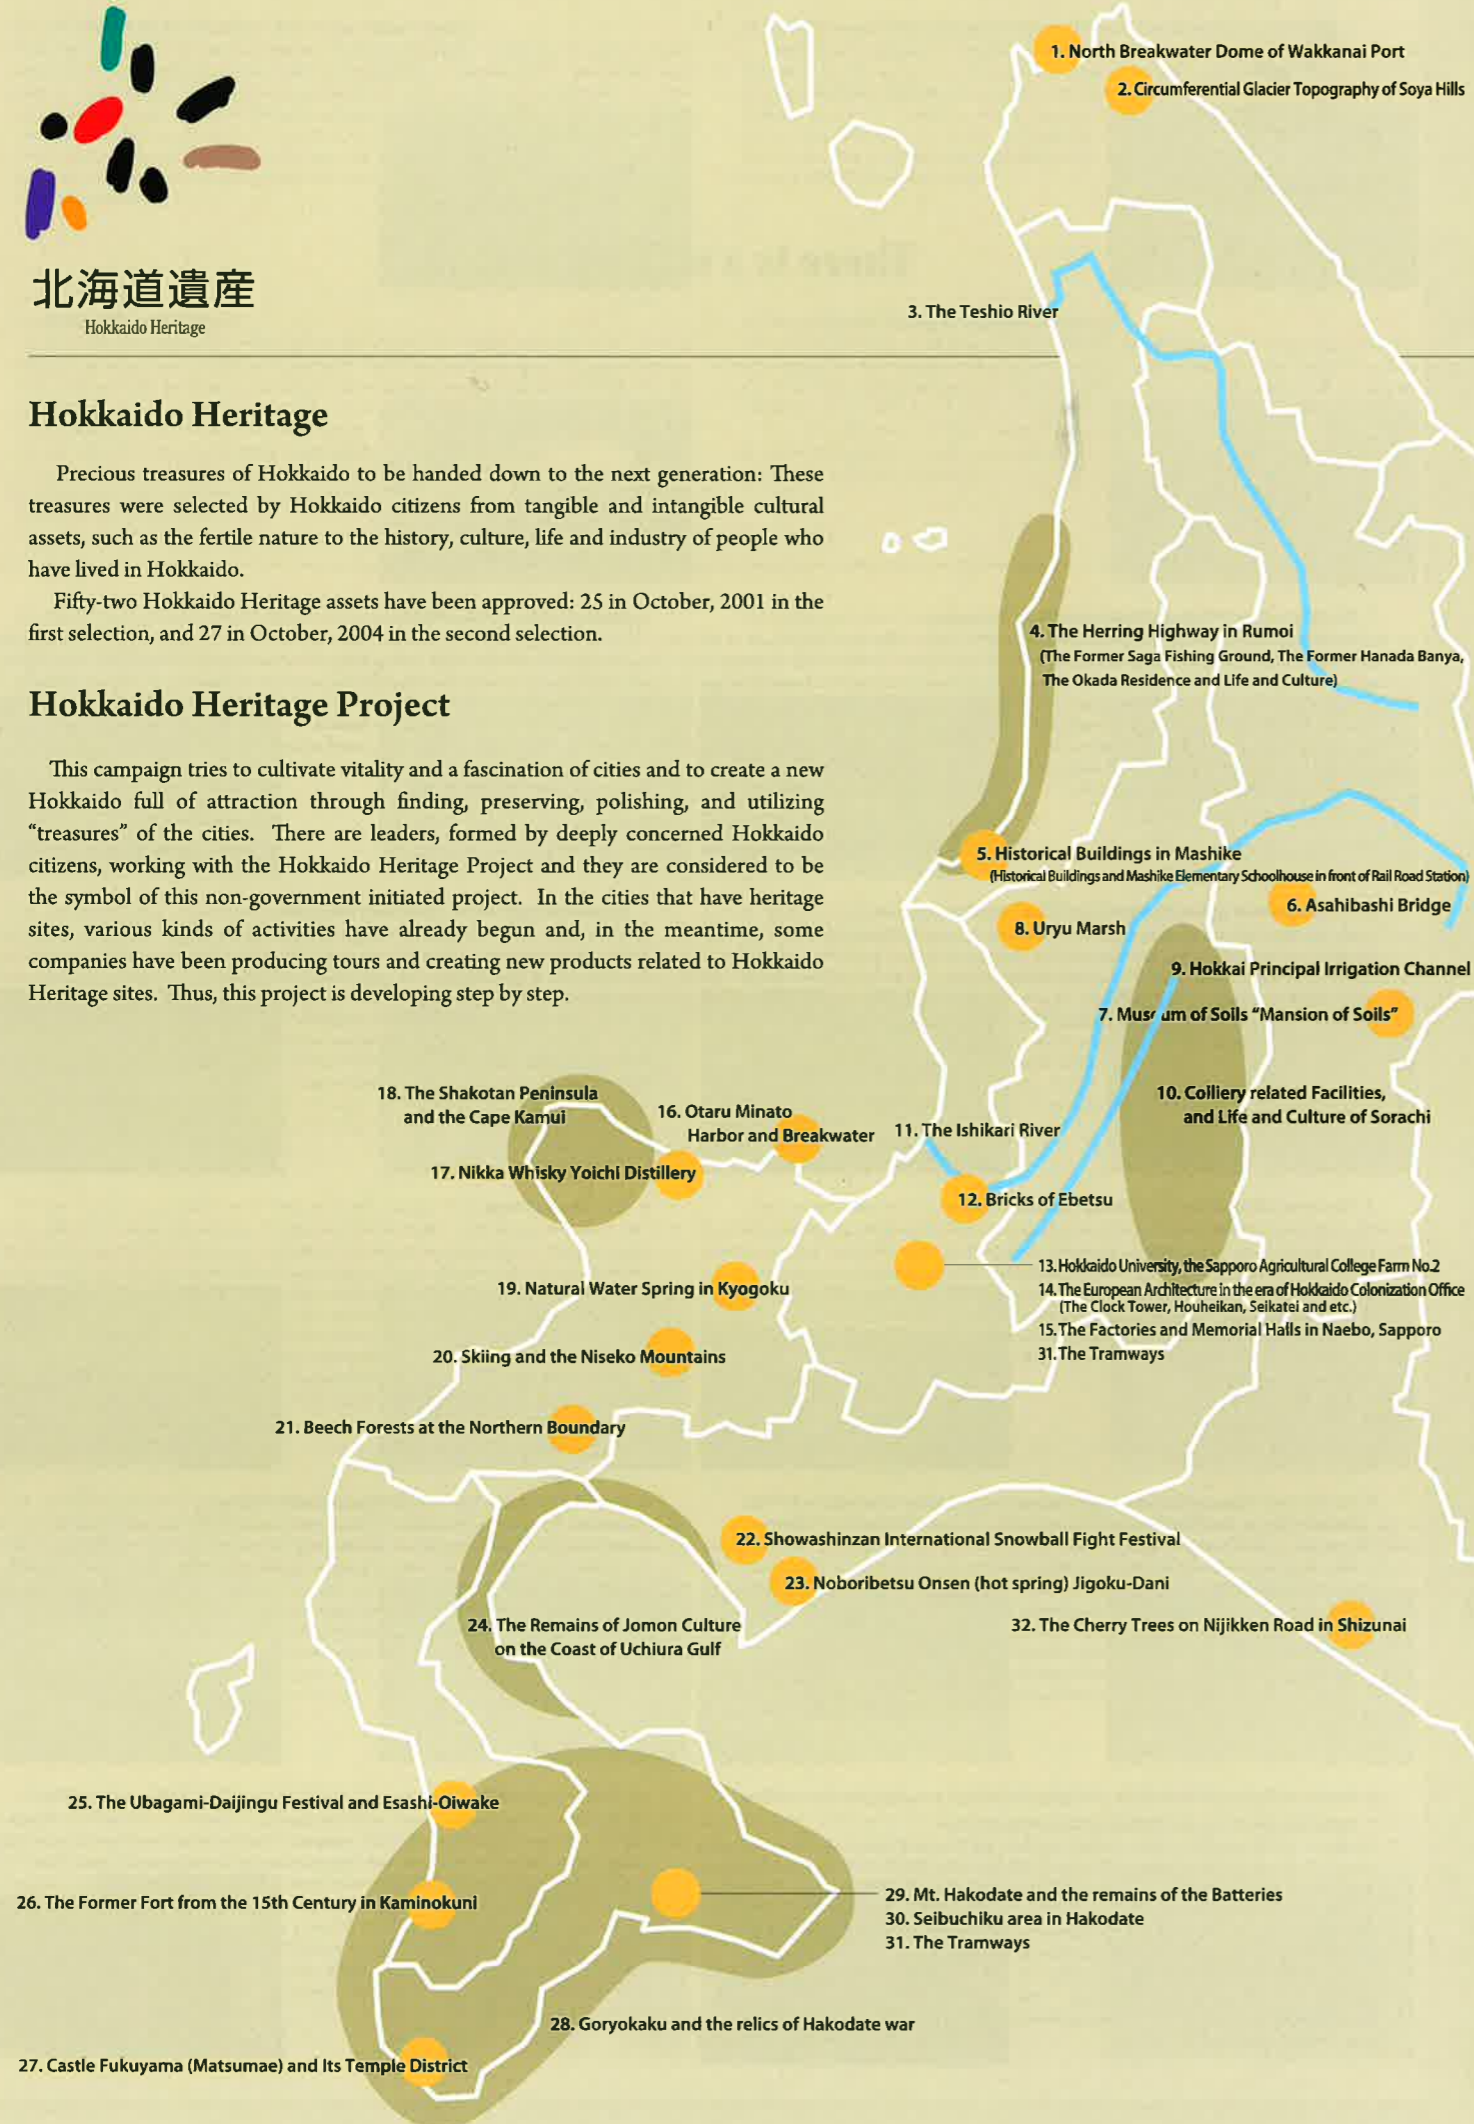 北海道遺産
Hokkaido Heritage
Hokkaido Heritage
Precious treasures of Hokkaido to be handed down to the next generation: These
treasures were selected by Hokkaido citizens from tangible and intangible cultural
assets, such as the fertile nature to the history, culture, life and industry of people who
have lived in Hokkaido.
Fifty-two Hokkaido Heritage assets have been approved: 25 in October, 2001 in the
first selection, and 27 in October, 2004 in the second selection.
Hokkaido Heritage Project
This campaign tries to cultivate vitality and a fascination of cities and to create a new
Hokkaido full of attraction through finding, preserving, polishing, and utilizing
“treasures” of the cities. There are leaders, formed by deeply concerned Hokkaido
citizens, working with the Hokkaido Heritage Project and they are considered to be
the symbol of this non-government initiated project. In the cities that have heritage
sites, various kinds of activities have already begun and, in the meantime, some
companies have been producing tours and creating new products related to Hokkaido
Heritage sites. Thus, this project is developing step by step.
1. North Breakwater Dome of Wakkanai Port
2. Circumferential Glacier Topography of Soya Hills
3. The Teshio River
4. The Herring Highway in Rumoi
(The Former Saga Fishing Ground, The Former Hanada Banya,
The Okada Residence and Life and Culture)
5. Historical Buildings in Mashike
(Historical Buildings and Mashike Elementary Schoolhouse in front of Rail Road Station)
6. Asahibashi Bridge
8. Uryu Marsh
9. Hokkai Principal Irrigation Channel
7. Museum of Soils “Mansion of Soils”
10. Colliery related Facilities,
and Life and Culture of Sorachi
18. The Shakotan Peninsula
and the Cape Kamui
16. Otaru Minato
Harbor and Breakwater
11. The Ishikari River
17. Nikka Whisky Yoichi Distillery
12. Bricks of Ebetsu
13. Hokkaido University, the Sapporo Agricultural College Farm No.2
14. The European Architecture in the era of Hokkaido Colonization Office
(The Clock Tower, Houheikan, Seikatei and etc.)
15. The Factories and Memorial Halls in Naebo, Sapporo
31. The Tramways
19. Natural Water Spring in Kyogoku
20. Skiing and the Niseko Mountains
21. Beech Forests at the Northern Boundary
22. Showashinzan International Snowball Fight Festival
23. Noboribetsu Onsen (hot spring) Jigoku-Dani
24. The Remains of Jomon Culture
on the Coast of Uchiura Gulf
32. The Cherry Trees on Nijikken Road in Shizunai
25. The Ubagami-Daijingu Festival and Esashi-Oiwake
26. The Former Fort from the 15th Century in Kaminokuni
29. Mt. Hakodate and the remains of the Batteries
30. Seibuchiku area in Hakodate
31. The Tramways
28. Goryokaku and the relics of Hakodate war
27. Castle Fukuyama (Matsumae) and Its Temple District